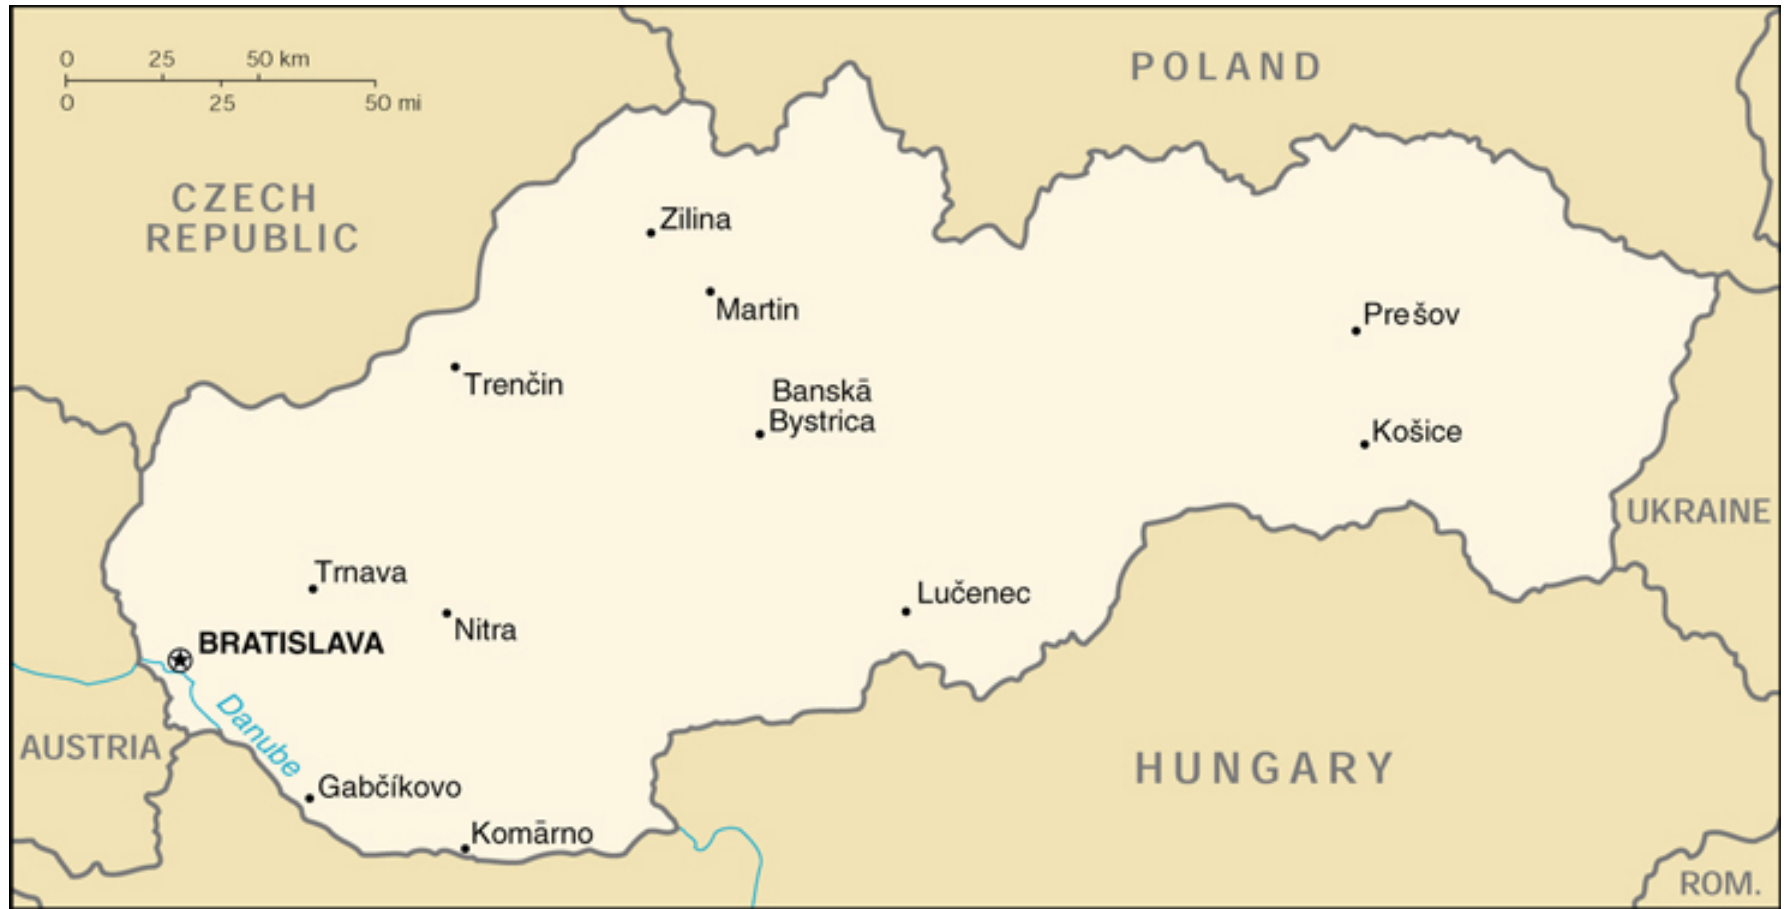 0 25 50 km
0 25 50 mi
POLAND
CZECH
REPUBLIC
Zilina
Martin
Prešov
Trenčin
Banskā
Bystrica
Košice
UKRAINE
Trnava
Lučenec
Nitra
BRATISLAVA
Danube
AUSTRIA
HUNGARY
Gabčíkovo
Komārno
ROM.